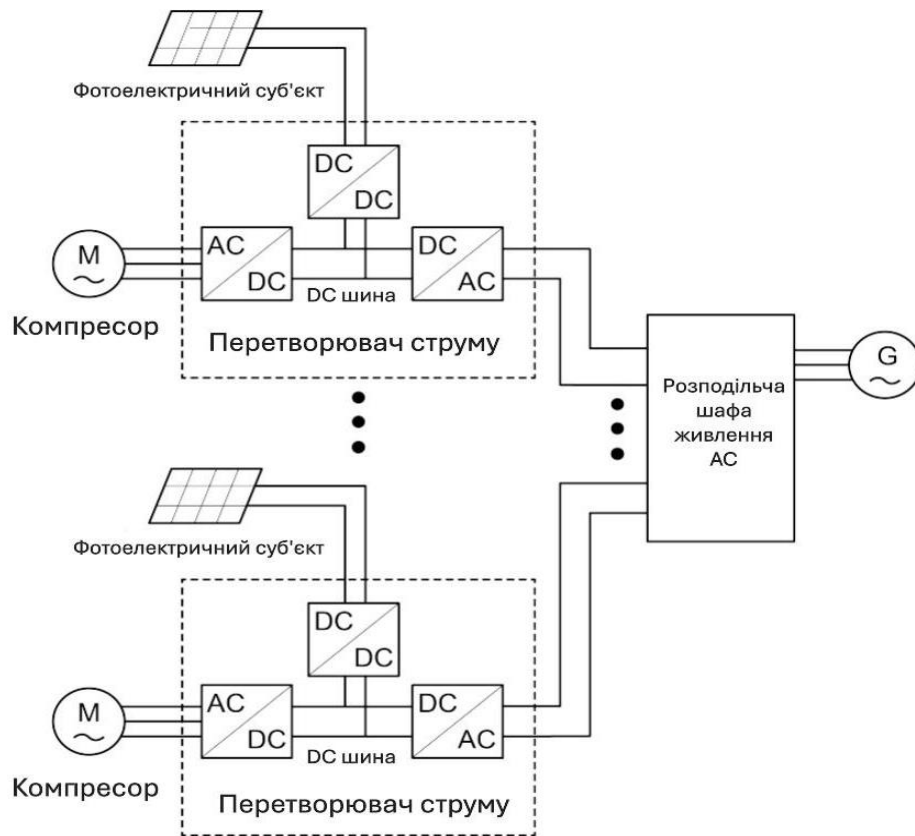 Фотоелектричний суб'єкт
DC
DC
AC
DC
DC
AC
M
DC шина
Компресор
Перетворювач струму
G
Розподільча
шафа
живлення
AC
Фотоелектричний суб'єкт
DC
DC
AC
DC
DC
AC
M
DC шина
Компресор
Перетворювач струму